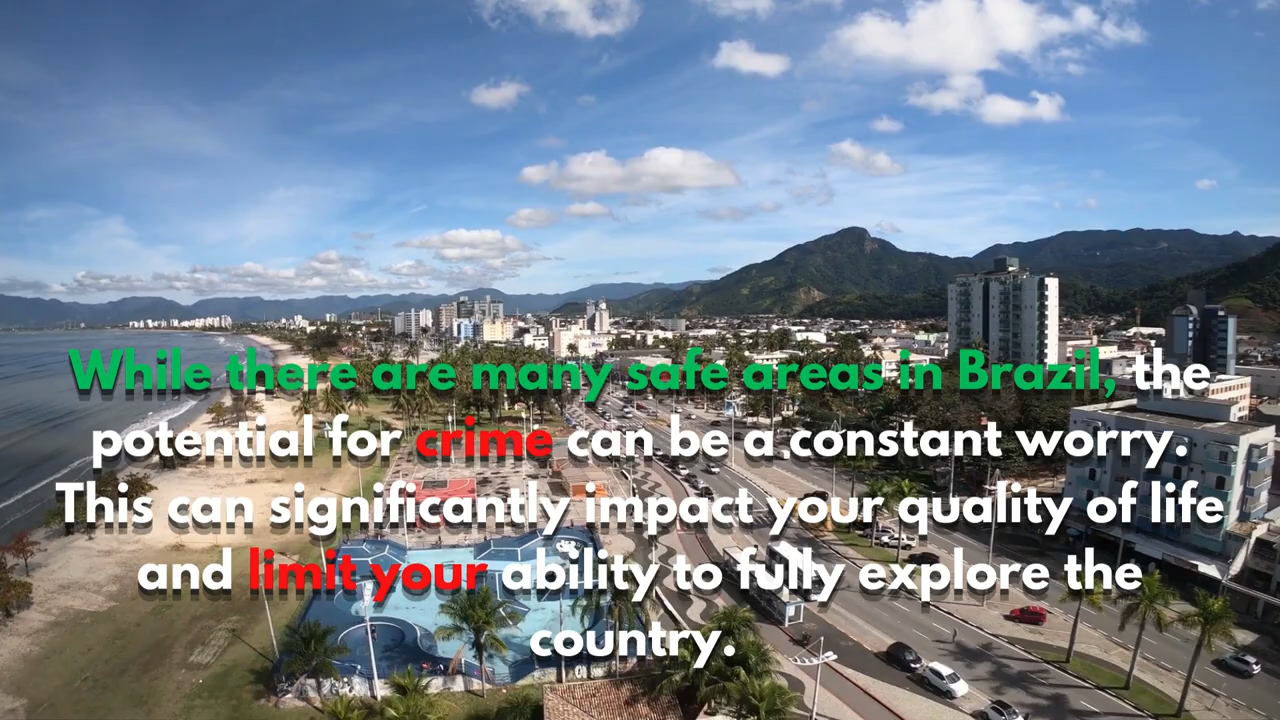 While there are many safe areas in Brazil, the
potential for crime can be a constant worry.
This can significantly impact your quality of life
and limit your ability to fully explore the
country.